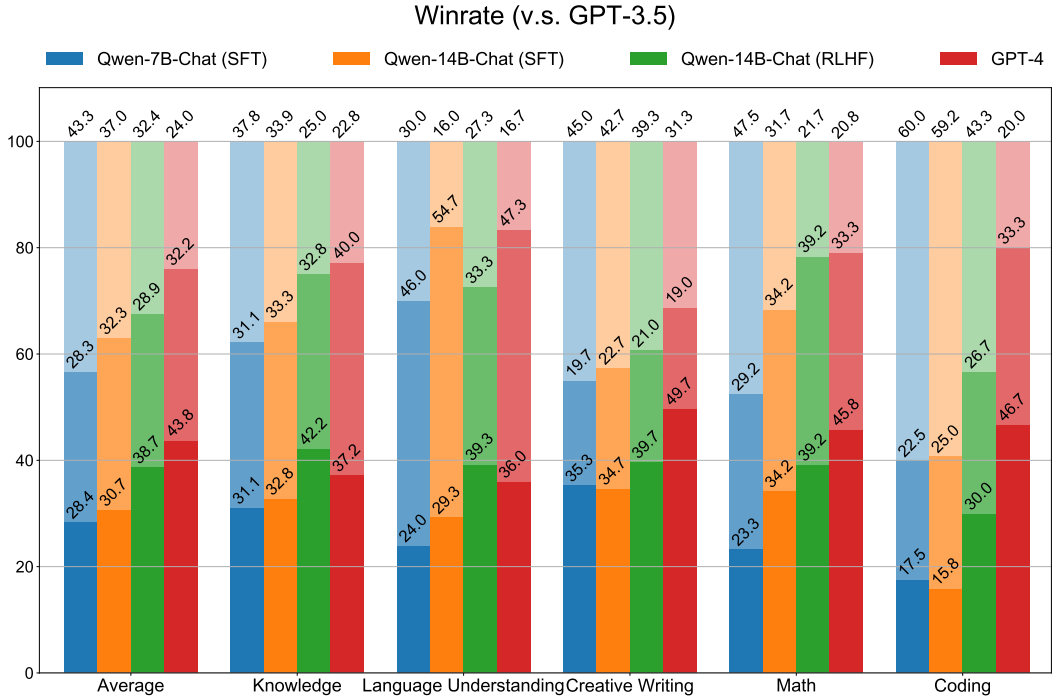 Winrate (v.s. GPT-3.5)
Qwen-7B-Chat (SFT) Qwen-14B-Chat (SFT) Qwen-14B-Chat (RLHF) GPT-4
43.3 37.0 32.4 24.0 37.8 33.9 25.0 22.8 30.0 16.0 27.3 16.7 45.0 42.7 39.3 31.3 47.5 31.7 21.7 20.8 60.0 59.2 43.3 20.0
28.3 32.3 28.9 32.2 31.1 33.3 32.8 40.0 46.0 54.7 33.3 47.3 19.7 22.7 21.0 19.0 29.2 34.2 39.2 33.3 22.5 25.0 26.7 33.3
28.4 30.7 38.7 43.8 31.1 32.8 42.2 37.2 24.0 29.3 39.3 36.0 35.3 34.7 39.7 49.7 23.3 34.2 39.2 45.8 17.5 15.8 30.0 46.7
100
80
60
40
20
0
Average Knowledge Language Understanding Creative Writing Math Coding